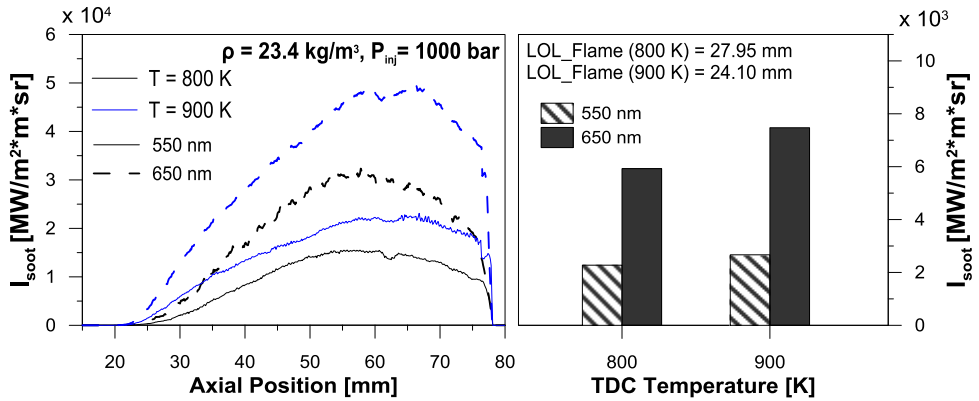 x 10⁴
6
5
4
3
2
1
0
I_soot [MW/m²*m*sr]
ρ = 23.4 kg/m³, P_inj= 1000 bar
T = 800 K
T = 900 K
550 nm
650 nm
20 30 40 50 60 70 80
Axial Position [mm]
LOL_Flame (800 K) = 27.95 mm
LOL_Flame (900 K) = 24.10 mm
550 nm
650 nm
800 900
TDC Temperature [K]
x 10³
10
8
6
4
2
0
I_soot [MW/m²*m*sr]